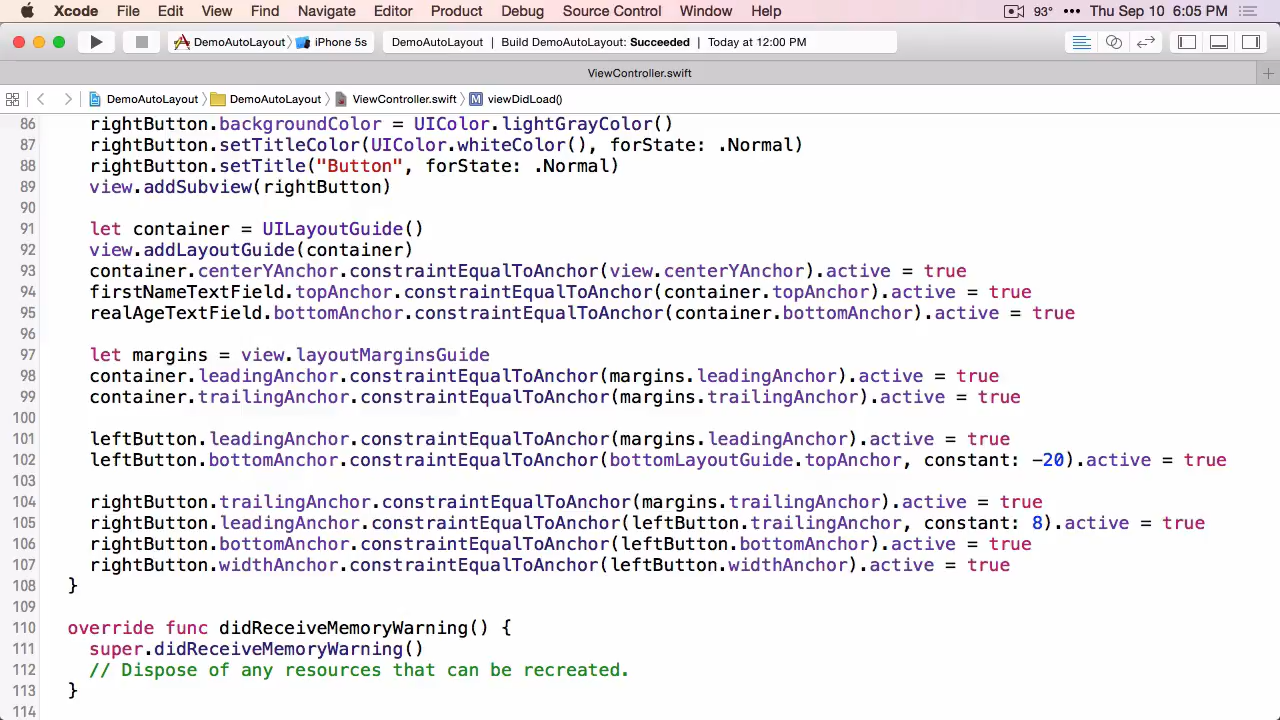 Xcode File Edit View Find Navigate Editor Product Debug Source Control Window Help 93° ••• Thu Sep 10 6:05 PM
DemoAutoLayout iPhone 5s DemoAutoLayout | Build DemoAutoLayout: Succeeded | Today at 12:00 PM
ViewController.swift
DemoAutoLayout DemoAutoLayout ViewController.swift M viewDidLoad()
86 rightButton.backgroundColor = UIColor.lightGrayColor()
87 rightButton.setTitleColor(UIColor.whiteColor(), forState: .Normal)
88 rightButton.setTitle("Button", forState: .Normal)
89 view.addSubview(rightButton)
90
91 let container = UILayoutGuide()
92 view.addLayoutGuide(container)
93 container.centerYAnchor.constraintEqualToAnchor(view.centerYAnchor).active = true
94 firstNameTextField.topAnchor.constraintEqualToAnchor(container.topAnchor).active = true
95 realAgeTextField.bottomAnchor.constraintEqualToAnchor(container.bottomAnchor).active = true
96
97 let margins = view.layoutMarginsGuide
98 container.leadingAnchor.constraintEqualToAnchor(margins.leadingAnchor).active = true
99 container.trailingAnchor.constraintEqualToAnchor(margins.trailingAnchor).active = true
100
101 leftButton.leadingAnchor.constraintEqualToAnchor(margins.leadingAnchor).active = true
102 leftButton.bottomAnchor.constraintEqualToAnchor(bottomLayoutGuide.topAnchor, constant: -20).active = true
103
104 rightButton.trailingAnchor.constraintEqualToAnchor(margins.trailingAnchor).active = true
105 rightButton.leadingAnchor.constraintEqualToAnchor(leftButton.trailingAnchor, constant: 8).active = true
106 rightButton.bottomAnchor.constraintEqualToAnchor(leftButton.bottomAnchor).active = true
107 rightButton.widthAnchor.constraintEqualToAnchor(leftButton.widthAnchor).active = true
108 }
109
110 override func didReceiveMemoryWarning() {
111 super.didReceiveMemoryWarning()
112 // Dispose of any resources that can be recreated.
113 }
114